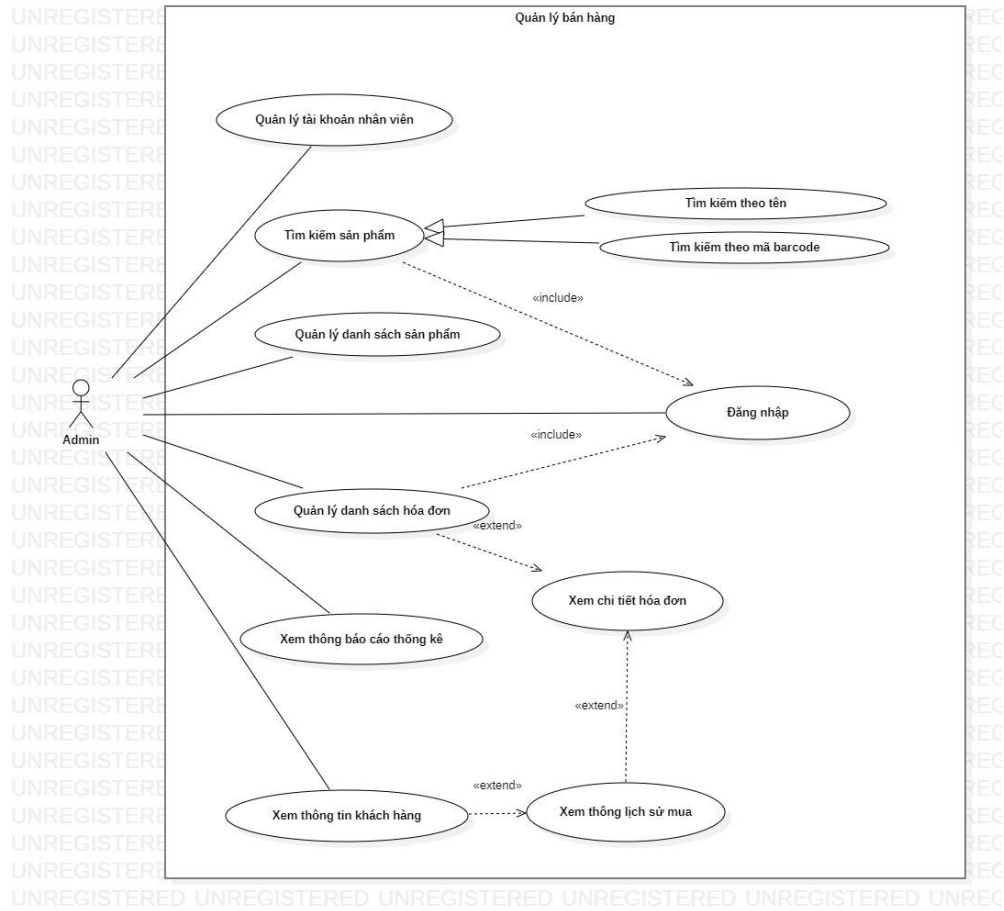 Quản lý bán hàng
Quản lý tài khoản nhân viên
Tìm kiếm theo tên
Tìm kiếm sản phẩm
Tìm kiếm theo mã barcode
«include»
Quản lý danh sách sản phẩm
Đăng nhập
Admin
«include»
Quản lý danh sách hóa đơn
«extend»
Xem chi tiết hóa đơn
Xem thông báo cáo thống kê
«extend»
«extend»
Xem thông tin khách hàng
Xem thông lịch sử mua
UNREGISTERED UNREGISTERED UNREGISTERED UNREGISTERED UNREGISTERED